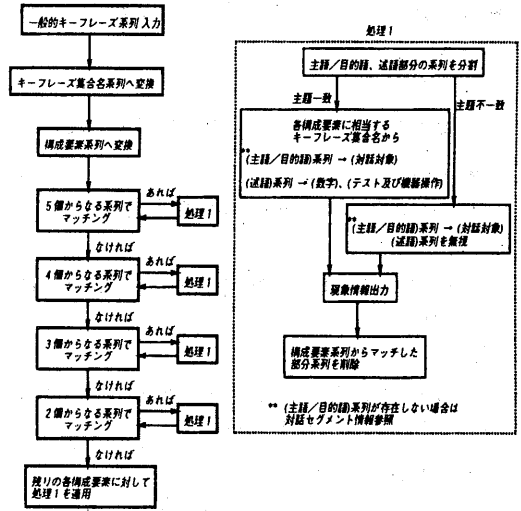 一般的キーフレーズ系列入力
キーフレーズ集合名系列へ変換
構成要素系列へ変換
5個からなる系列で
マッチング
あれば
処理1
なければ
4個からなる系列で
マッチング
あれば
処理1
なければ
3個からなる系列で
マッチング
あれば
処理1
なければ
2個からなる系列で
マッチング
あれば
処理1
なければ
残りの各構成要素に対して
処理1を適用
処理1
主語/目的語、述語部分の系列を分割
主題一致
主題不一致
各構成要素に相当する
キーフレーズ集合名から
** (主語/目的語)系列 → (対話対象)
(述語)系列 → (数字)、(テスト及び機器操作)
** (主語/目的語)系列 → (対話対象)
(述語)系列を無視
現象情報出力
構成要素系列からマッチした
部分系列を削除
** (主語/目的語)系列が存在しない場合は
対話セグメント情報参照